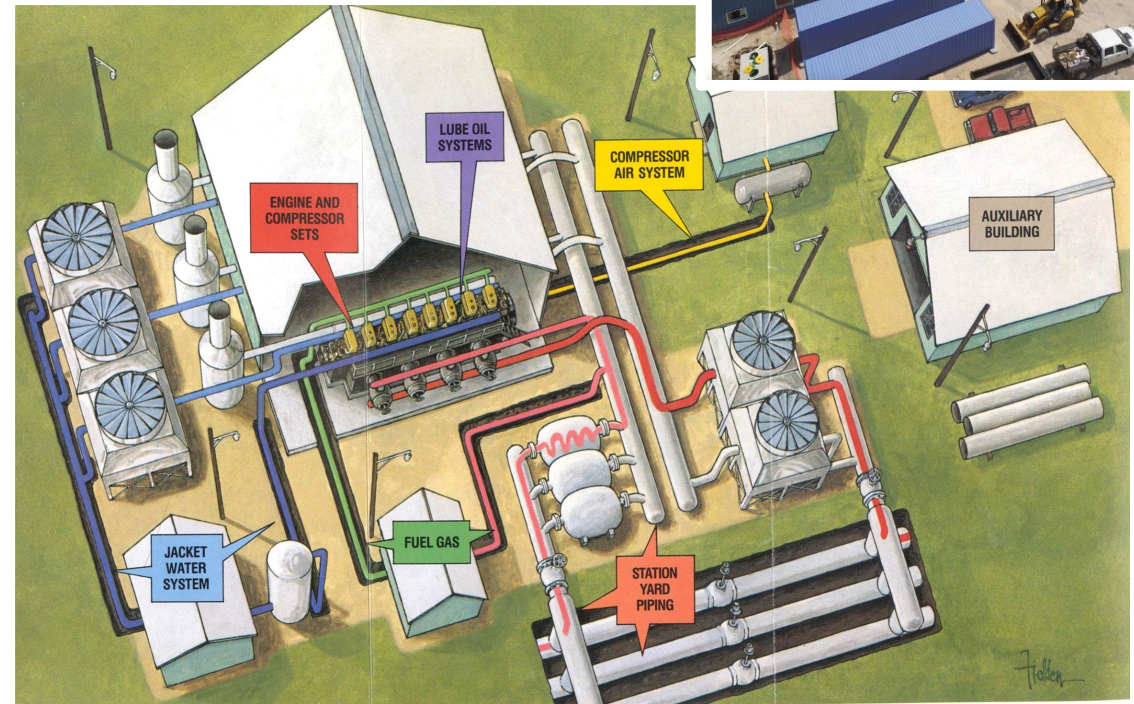 LUBE OIL
SYSTEMS
COMPRESSOR
AIR SYSTEM
ENGINE AND
COMPRESSOR
SETS
AUXILIARY
BUILDING
FUEL GAS
JACKET
WATER
SYSTEM
STATION
YARD
PIPING